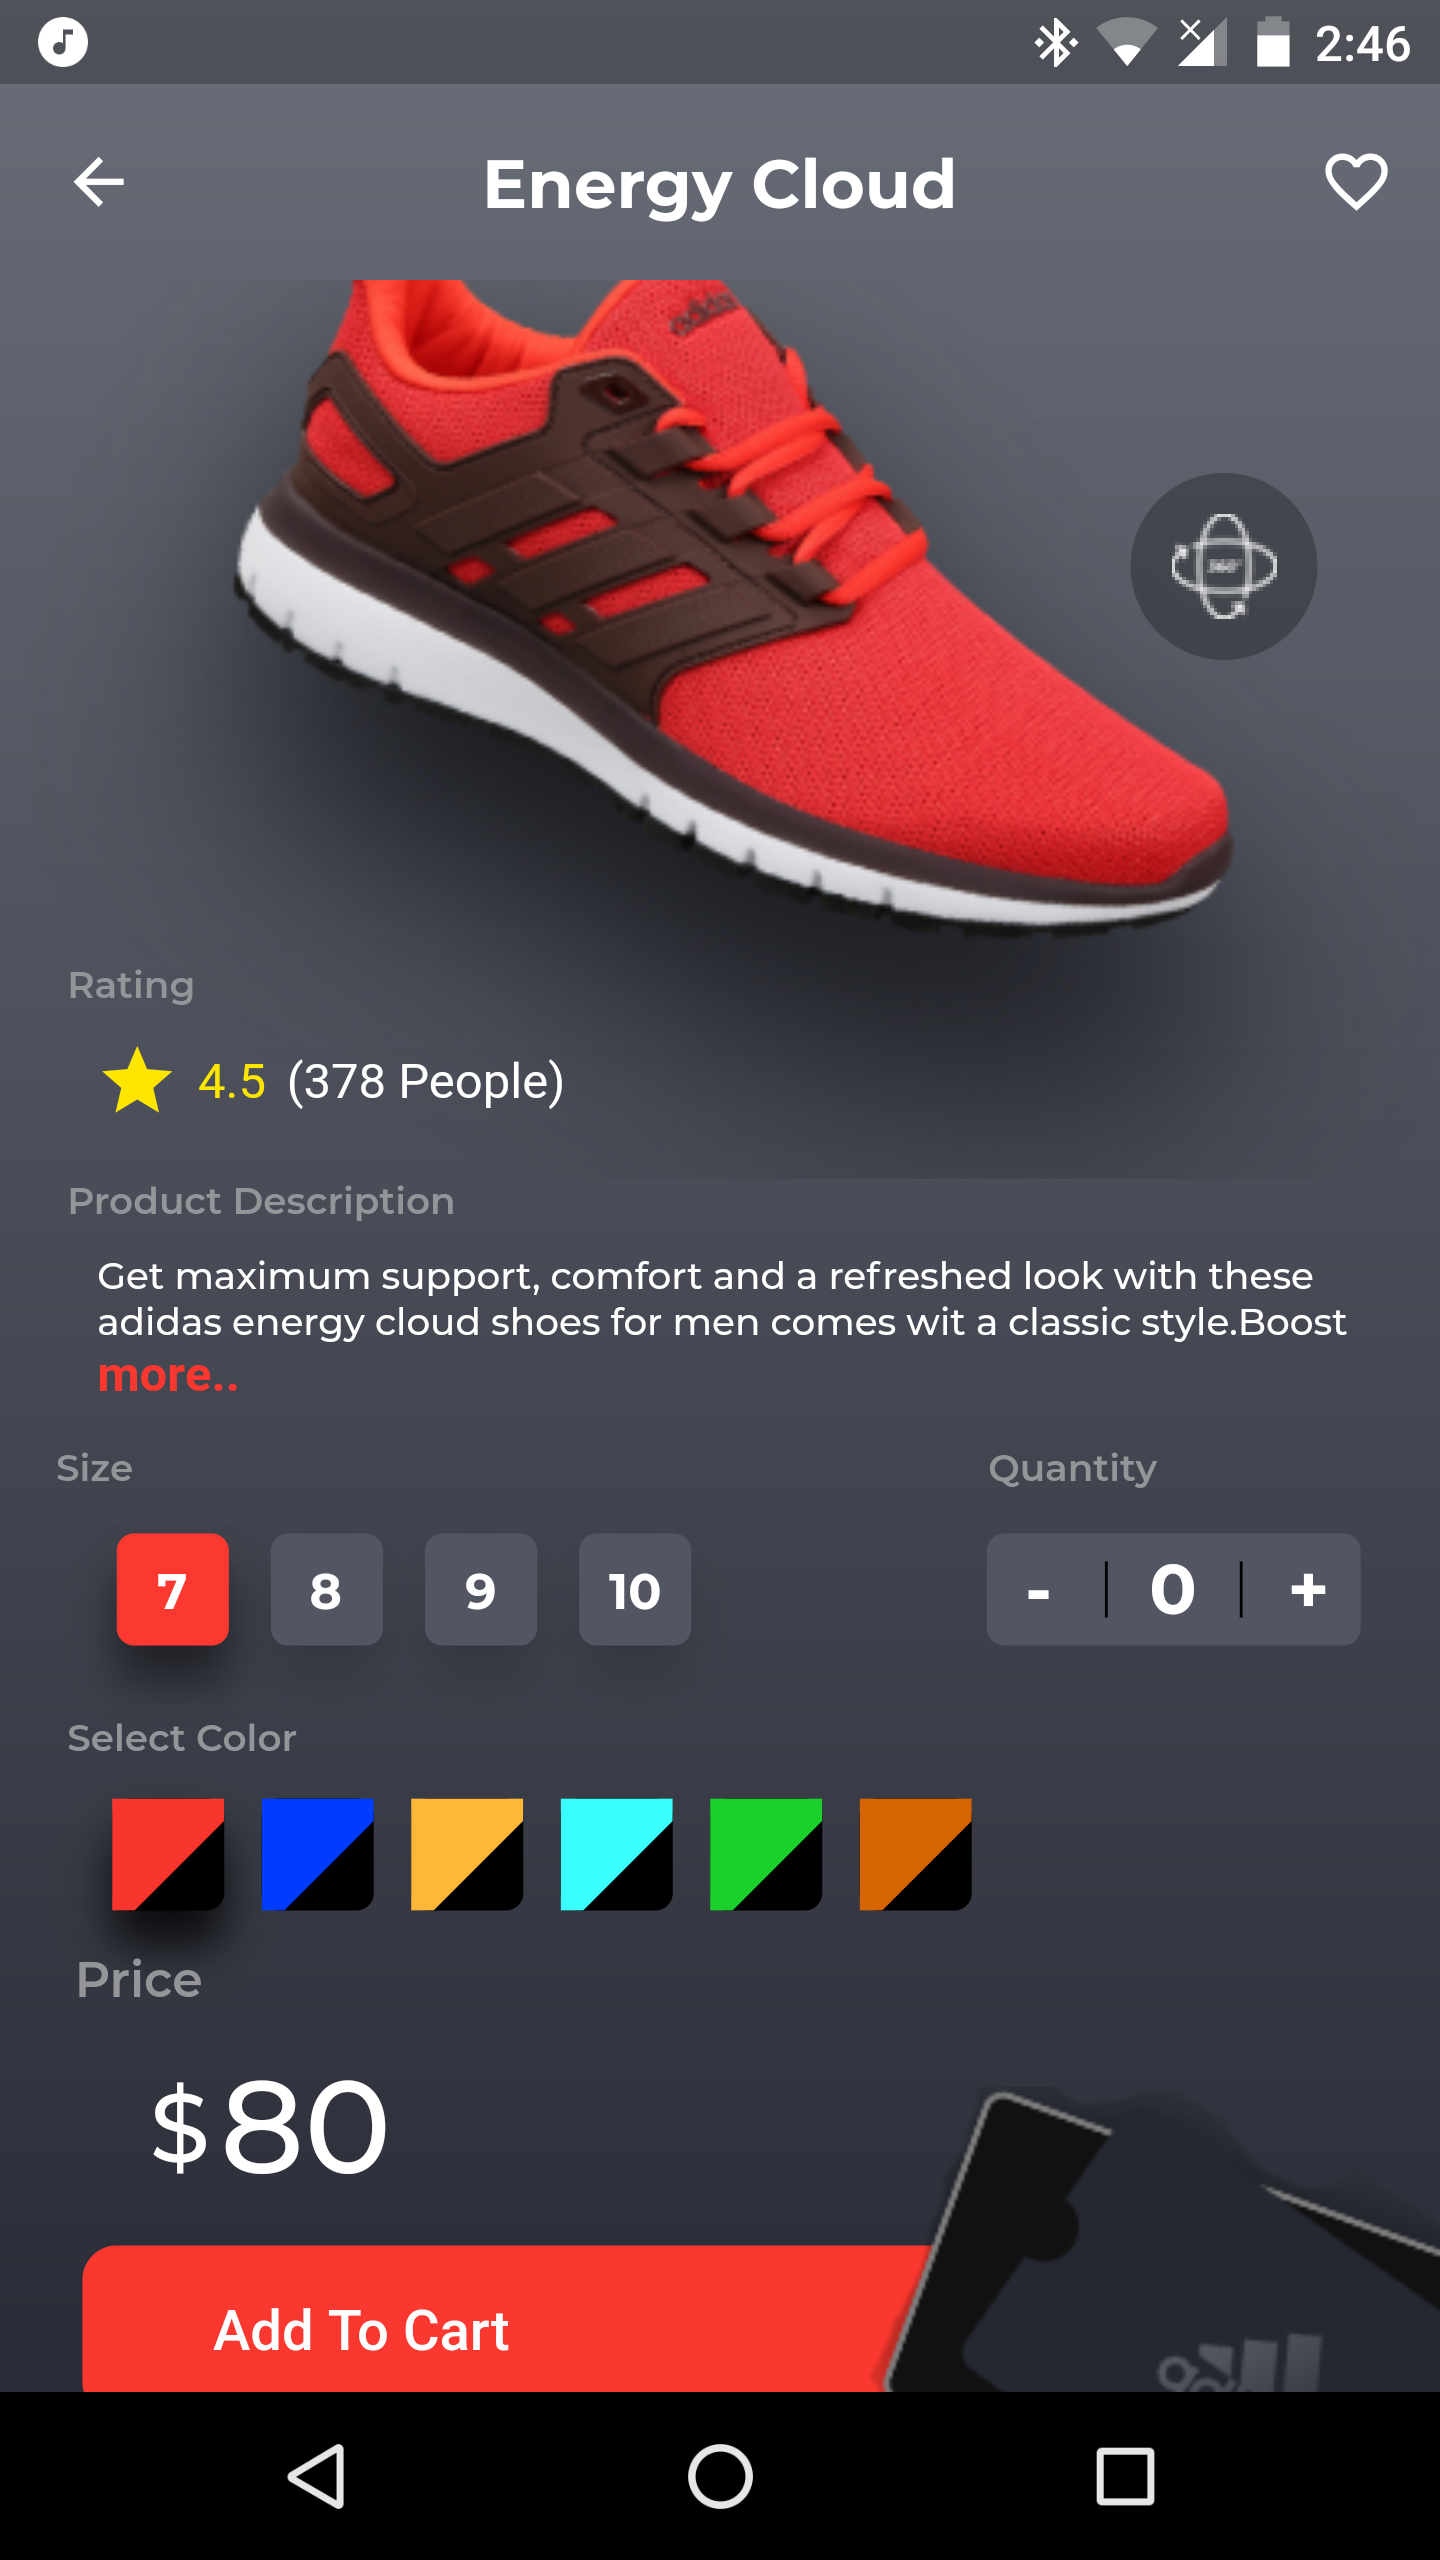 2:46
Energy Cloud
adidas
360°
Rating
4.5 (378 People)
Product Description
Get maximum support, comfort and a refreshed look with these
adidas energy cloud shoes for men comes wit a classic style.Boost
more..
Size
Quantity
7 8 9 10
- 0 +
Select Color
Price
$80
Add To Cart